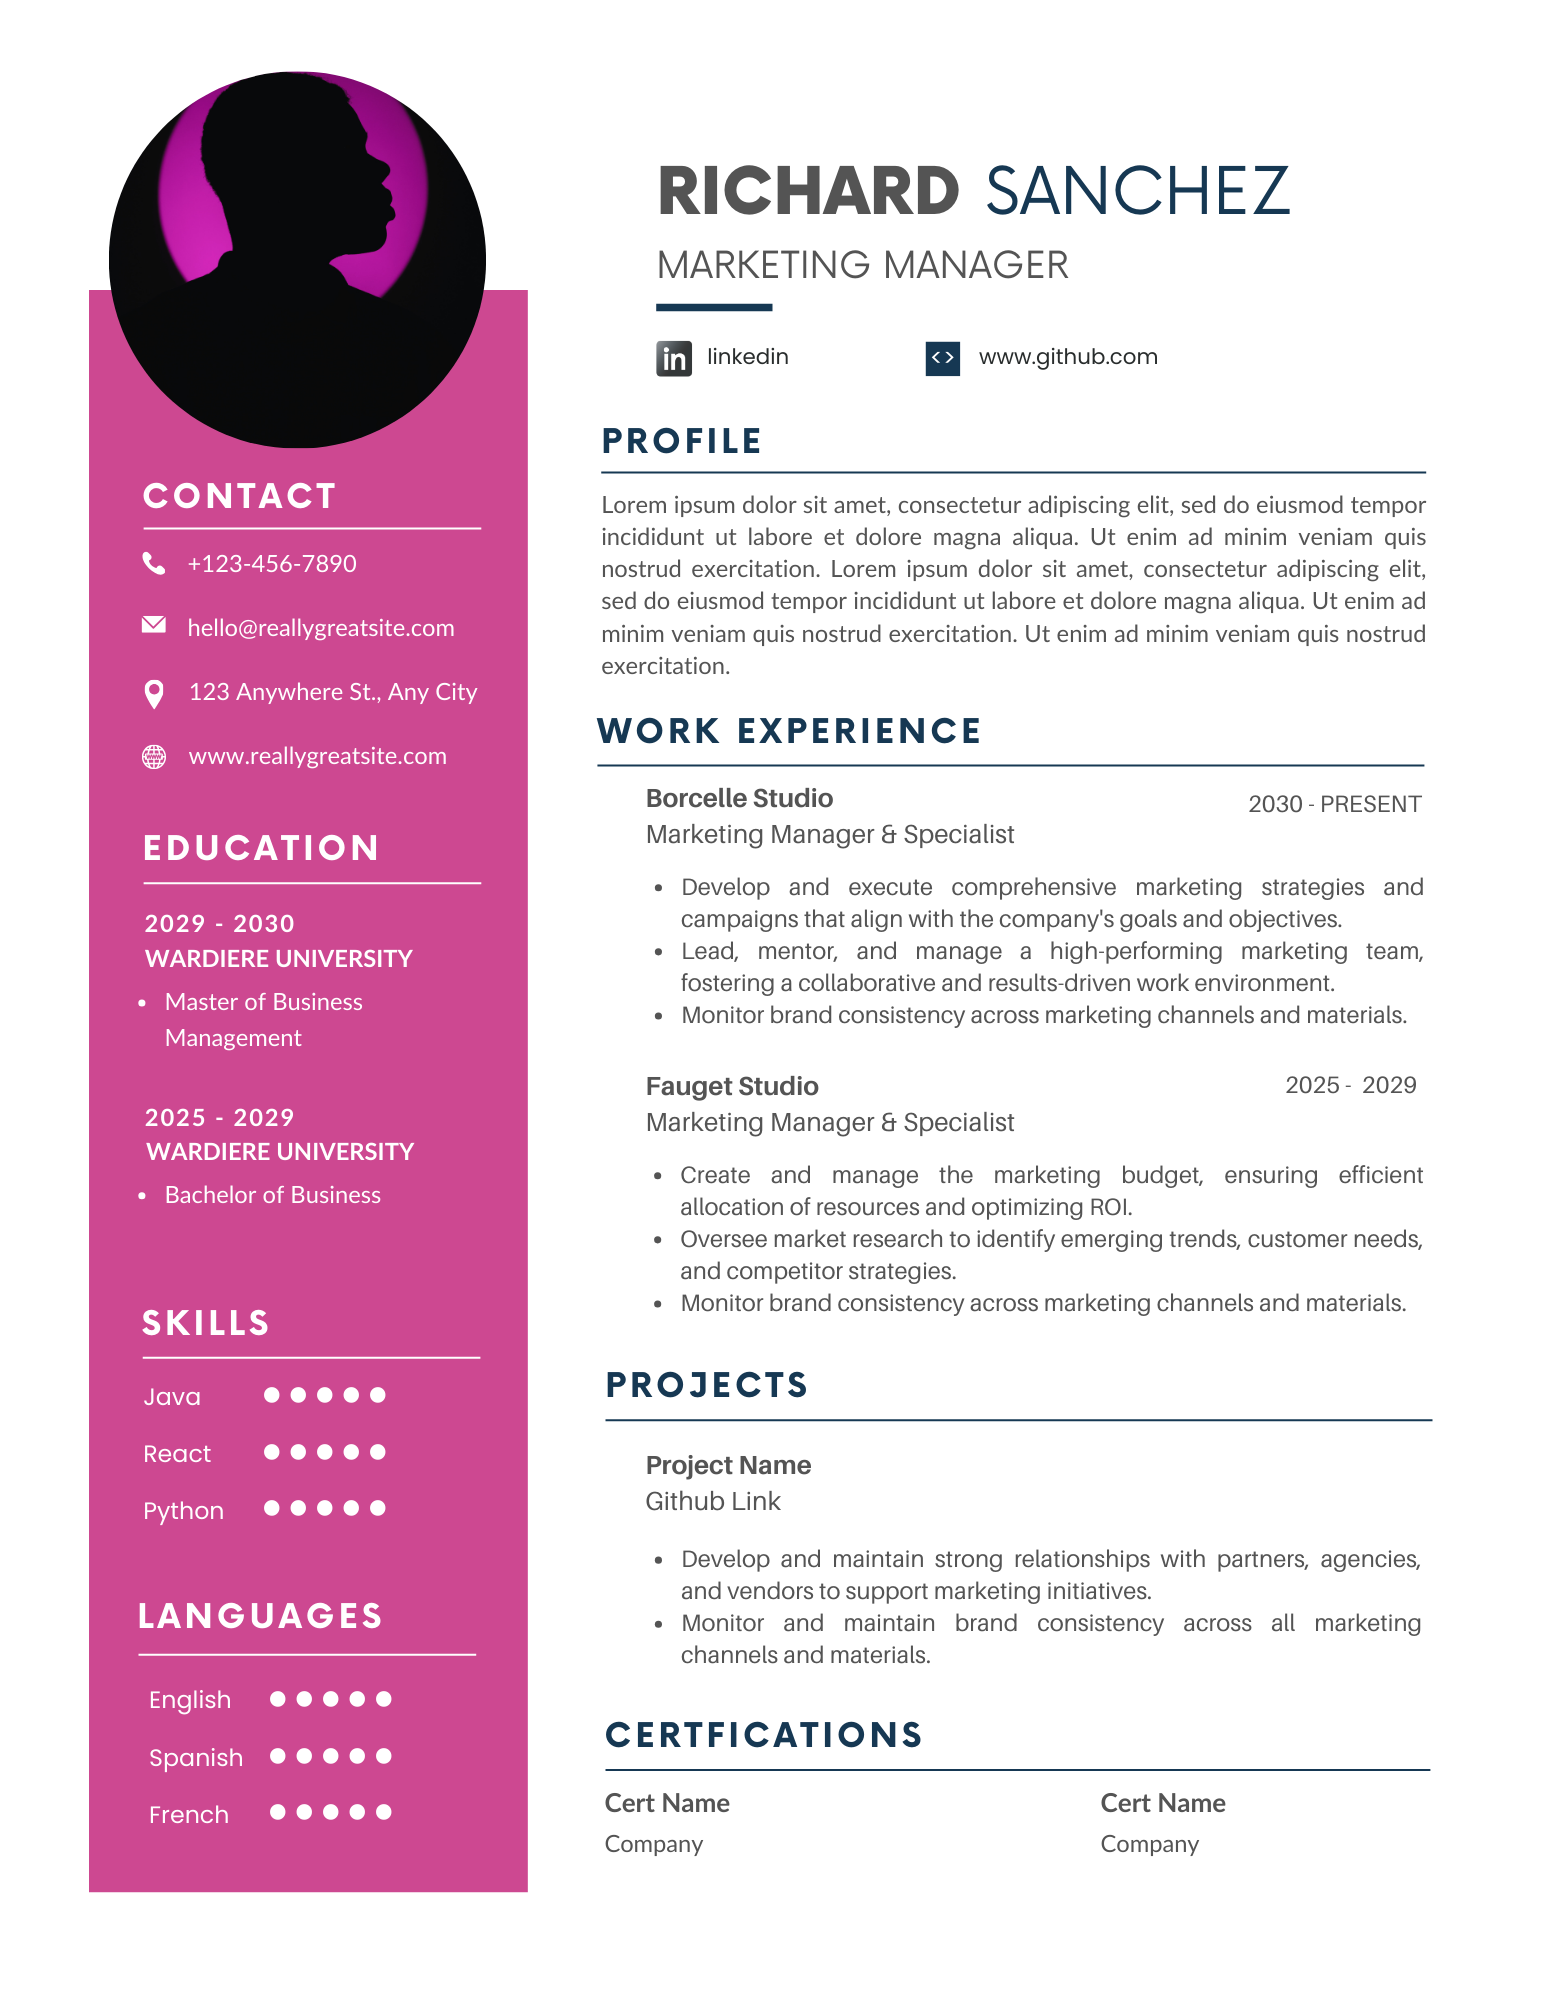 RICHARD SANCHEZ
MARKETING MANAGER
in linkedin
<> www.github.com
CONTACT
+123-456-7890
hello@reallygreatsite.com
123 Anywhere St., Any City
www.reallygreatsite.com
EDUCATION
2029 - 2030
WARDIERE UNIVERSITY
• Master of Business
Management
2025 - 2029
WARDIERE UNIVERSITY
• Bachelor of Business
SKILLS
Java
React
Python
LANGUAGES
English
Spanish
French
PROFILE
Lorem ipsum dolor sit amet, consectetur adipiscing elit, sed do eiusmod tempor
incididunt ut labore et dolore magna aliqua. Ut enim ad minim veniam quis
nostrud exercitation. Lorem ipsum dolor sit amet, consectetur adipiscing elit,
sed do eiusmod tempor incididunt ut labore et dolore magna aliqua. Ut enim ad
minim veniam quis nostrud exercitation. Ut enim ad minim veniam quis nostrud
exercitation.
WORK EXPERIENCE
Borcelle Studio
2030 - PRESENT
Marketing Manager & Specialist
• Develop and execute comprehensive marketing strategies and
campaigns that align with the company's goals and objectives.
• Lead, mentor, and manage a high-performing marketing team,
fostering a collaborative and results-driven work environment.
• Monitor brand consistency across marketing channels and materials.
Fauget Studio
2025 - 2029
Marketing Manager & Specialist
• Create and manage the marketing budget, ensuring efficient
allocation of resources and optimizing ROI.
• Oversee market research to identify emerging trends, customer needs,
and competitor strategies.
• Monitor brand consistency across marketing channels and materials.
PROJECTS
Project Name
Github Link
• Develop and maintain strong relationships with partners, agencies,
and vendors to support marketing initiatives.
• Monitor and maintain brand consistency across all marketing
channels and materials.
CERTFICATIONS
Cert Name
Company
Cert Name
Company